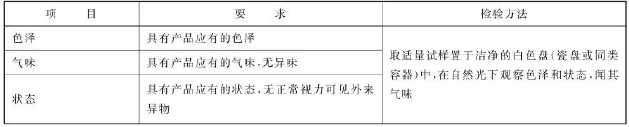 项 目 要 求 检验方法
色泽 具有产品应有的色泽
气味 具有产品应有的气味,无异味
状态 具有产品应有的状态,无正常视力可见外来
异物
取适量试样置于洁净的白色盘(瓷盘或同类
容器)中,在自然光下观察色泽和状态,闻其
气味